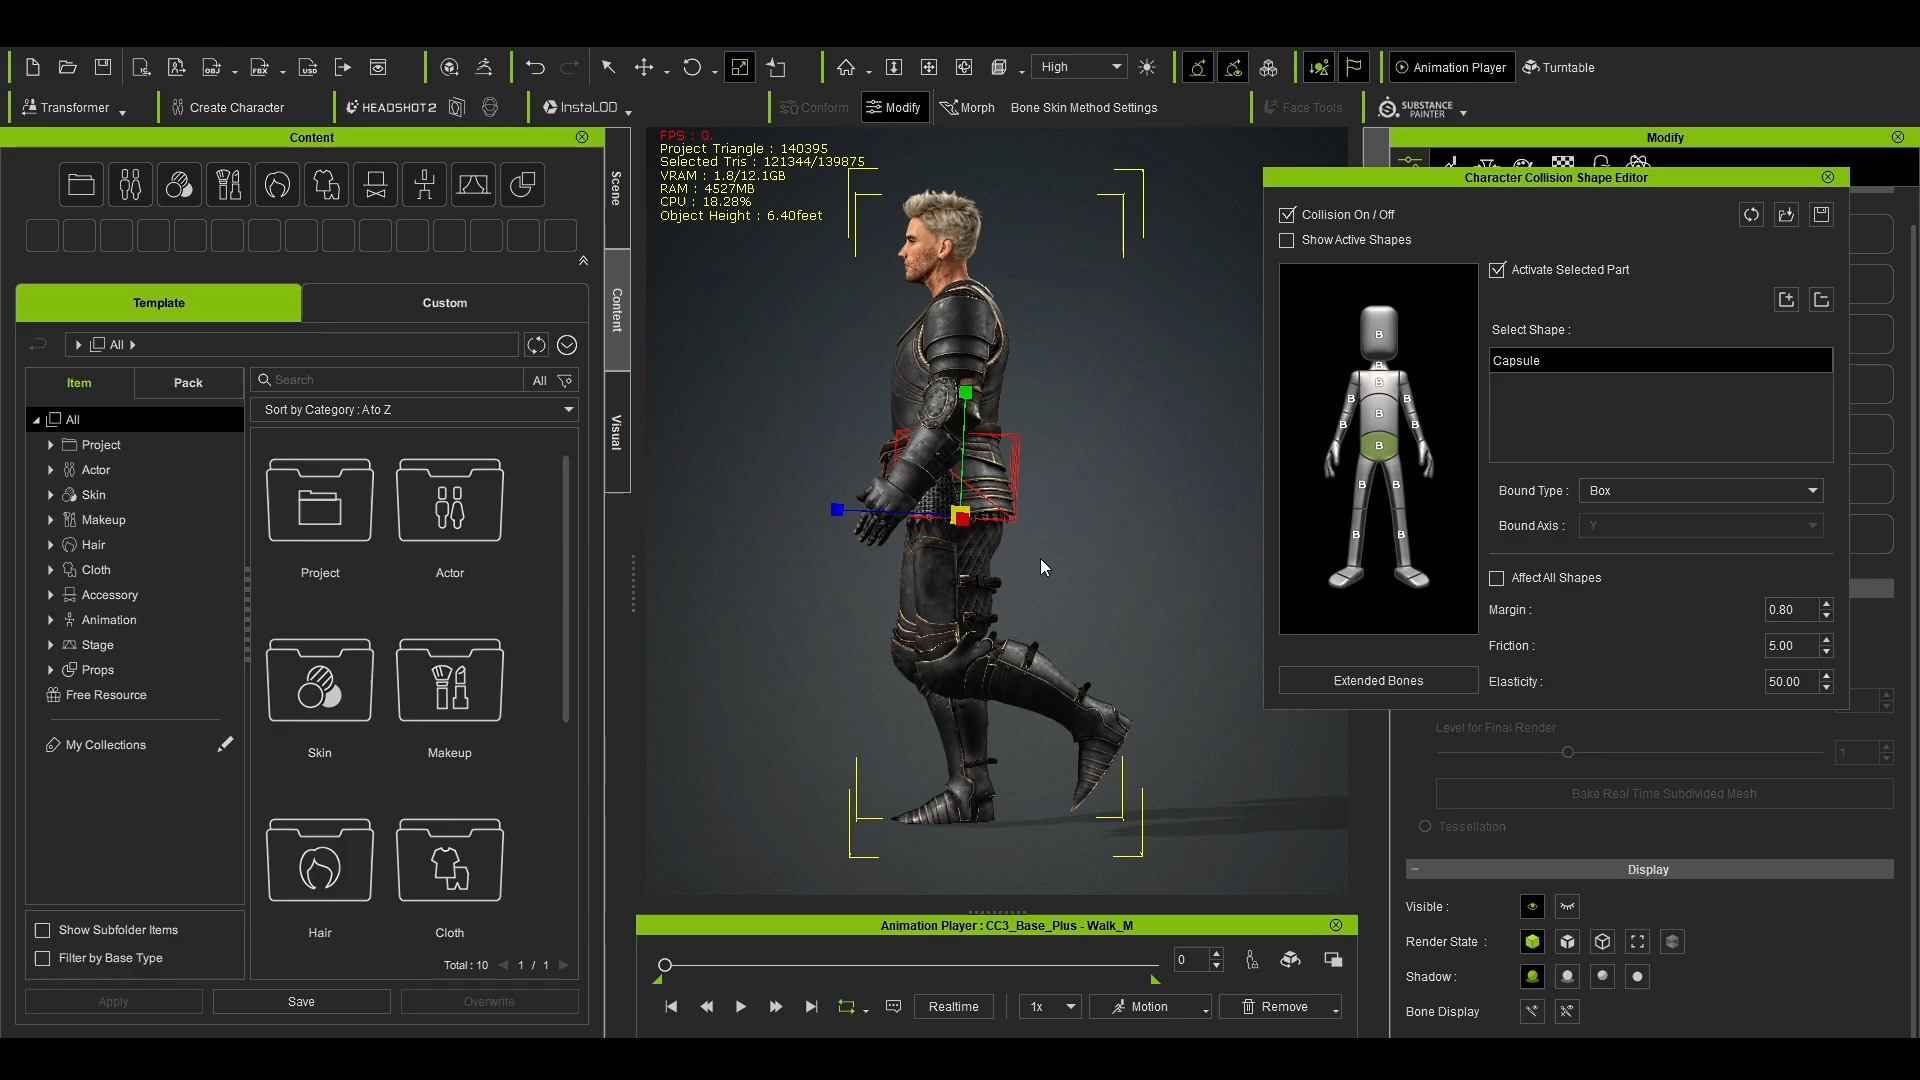 High
Animation Player
Turntable
Transformer
Create Character
HEADSHOT2
InstaLOD
Conform
Modify
Morph
Bone Skin Method Settings
Face Tools
SUBSTANCE
PAINTER
Content
Template
Custom
All
Item
Pack
Search
All
Sort by Category : A to Z
All
Project
Actor
Skin
Makeup
Hair
Cloth
Accessory
Animation
Stage
Props
Free Resource
My Collections
Project
Actor
Skin
Makeup
Hair
Cloth
Show Subfolder Items
Filter by Base Type
Total : 10
1 / 1
Apply
Save
Overwrite
Scene
Content
Visual
FPS : 0.
Project Triangle : 140395
Selected Tris : 121344/139875
VRAM : 1.8/12.1GB
RAM : 4527MB
CPU : 18.28%
Object Height : 6.40feet
Animation Player : CC3_Base_Plus - Walk_M
0
Realtime
1x
Motion
Remove
Modify
Character Collision Shape Editor
Collision On / Off
Show Active Shapes
Activate Selected Part
Select Shape :
Capsule
B
B
B
B
B
B
B
B
B
B
B
B
B
Bound Type :
Box
Bound Axis :
Y
Affect All Shapes
Margin :
0.80
Friction :
5.00
Elasticity :
50.00
Extended Bones
Level for Final Render
1
Bake Real Time Subdivided Mesh
Tessellation
Display
Visible :
Render State :
Shadow :
Bone Display